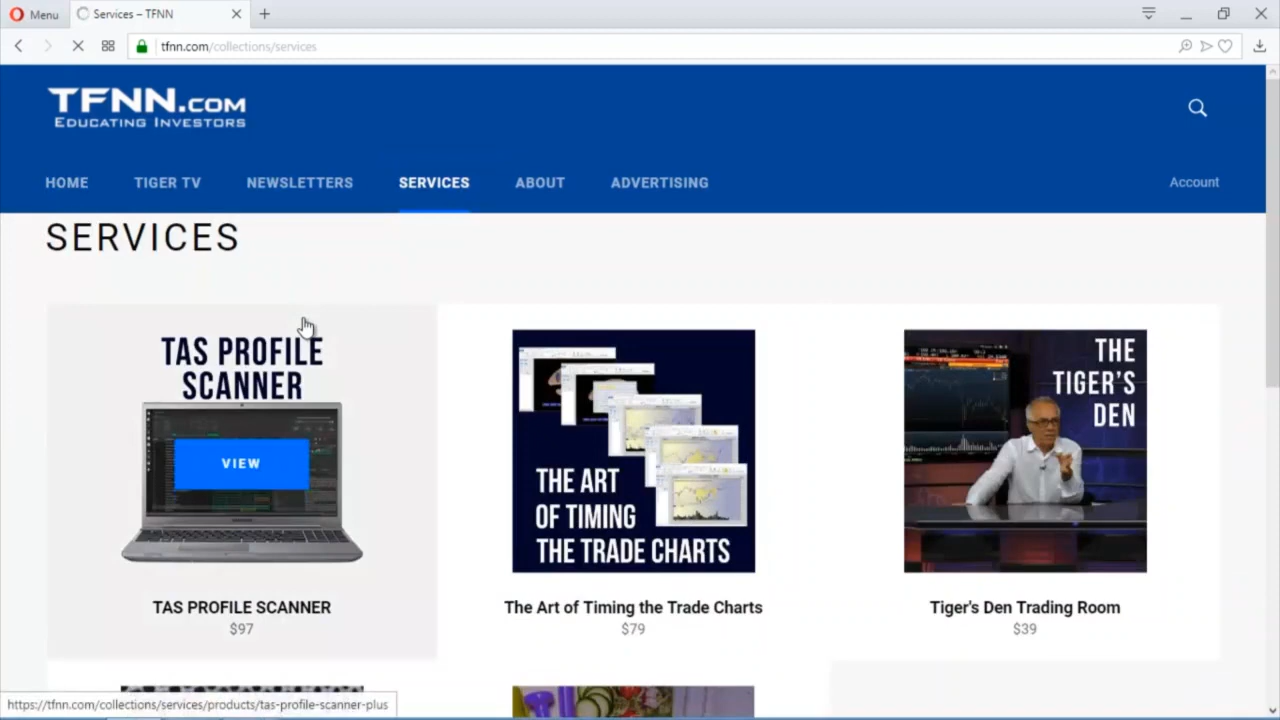 Menu
Services – TFNN
tfnn.com/collections/services
TFNN.COM
EDUCATING INVESTORS
HOME
TIGER TV
NEWSLETTERS
SERVICES
ABOUT
ADVERTISING
Account
SERVICES
TAS PROFILE
SCANNER
VIEW
TAS PROFILE SCANNER
$97
THE ART
OF TIMING
THE TRADE CHARTS
The Art of Timing the Trade Charts
$79
THE
TIGER'S
DEN
Tiger's Den Trading Room
$39
https://tfnn.com/collections/services/products/tas-profile-scanner-plus